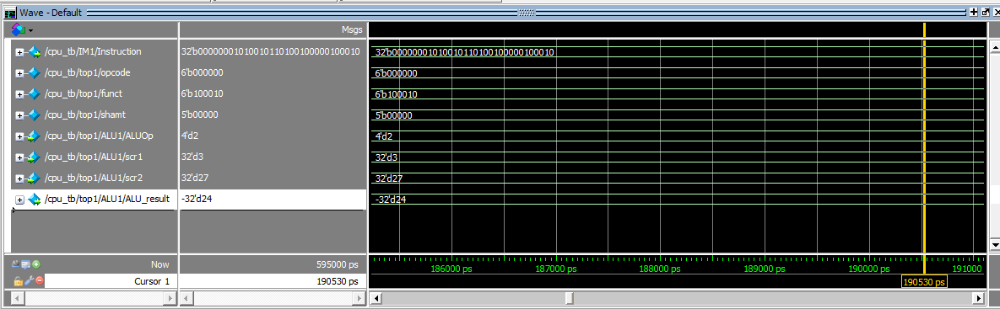 Wave - Default
Msgs
/cpu_tb/IM1/Instruction 32'b00000001010010110100100000100010 32'b00000001010010110100100000100010
/cpu_tb/top1/opcode 6'b000000 6'b000000
/cpu_tb/top1/funct 6'b100010 6'b100010
/cpu_tb/top1/shamt 5'b00000 5'b00000
/cpu_tb/top1/ALU1/ALUOp 4'd2 4'd2
/cpu_tb/top1/ALU1/scr1 32'd3 32'd3
/cpu_tb/top1/ALU1/scr2 32'd27 32'd27
/cpu_tb/top1/ALU1/ALU_result -32'd24 -32'd24
Now 595000 ps 186000 ps 187000 ps 188000 ps 189000 ps 190000 ps 191000
Cursor 1 190530 ps 190530 ps